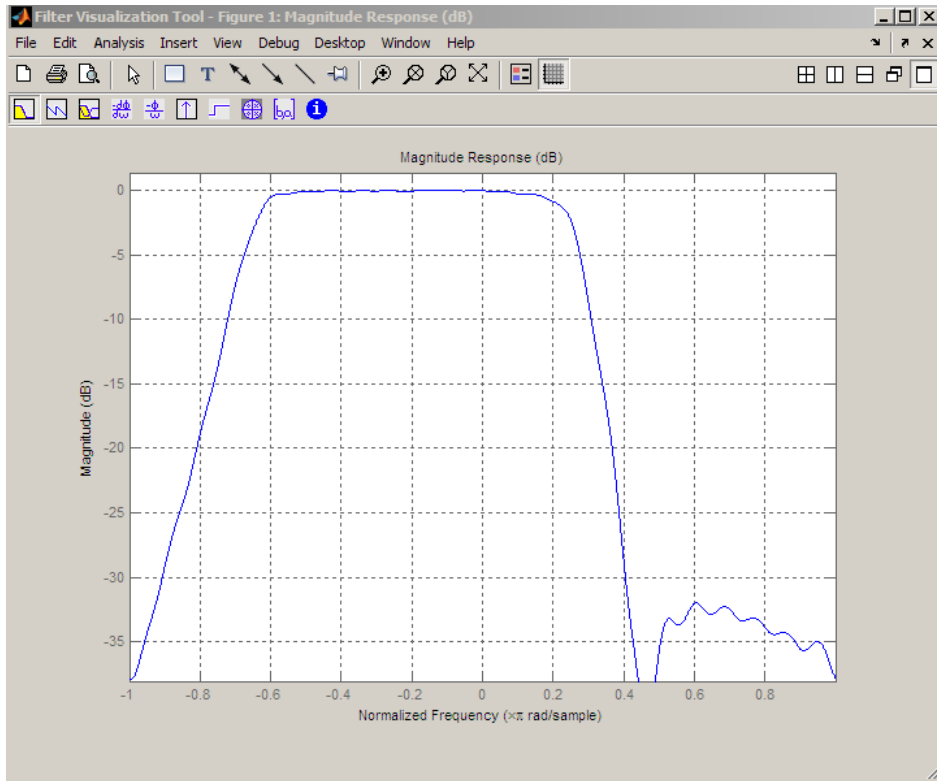 Filter Visualization Tool - Figure 1: Magnitude Response (dB)
File Edit Analysis Insert View Debug Desktop Window Help
T
-dφ
dω
-φ
ω
[b,a]
i
Magnitude Response (dB)
0
-5
-10
-15
-20
-25
-30
-35
Magnitude (dB)
-1 -0.8 -0.6 -0.4 -0.2 0 0.2 0.4 0.6 0.8
Normalized Frequency (×π rad/sample)